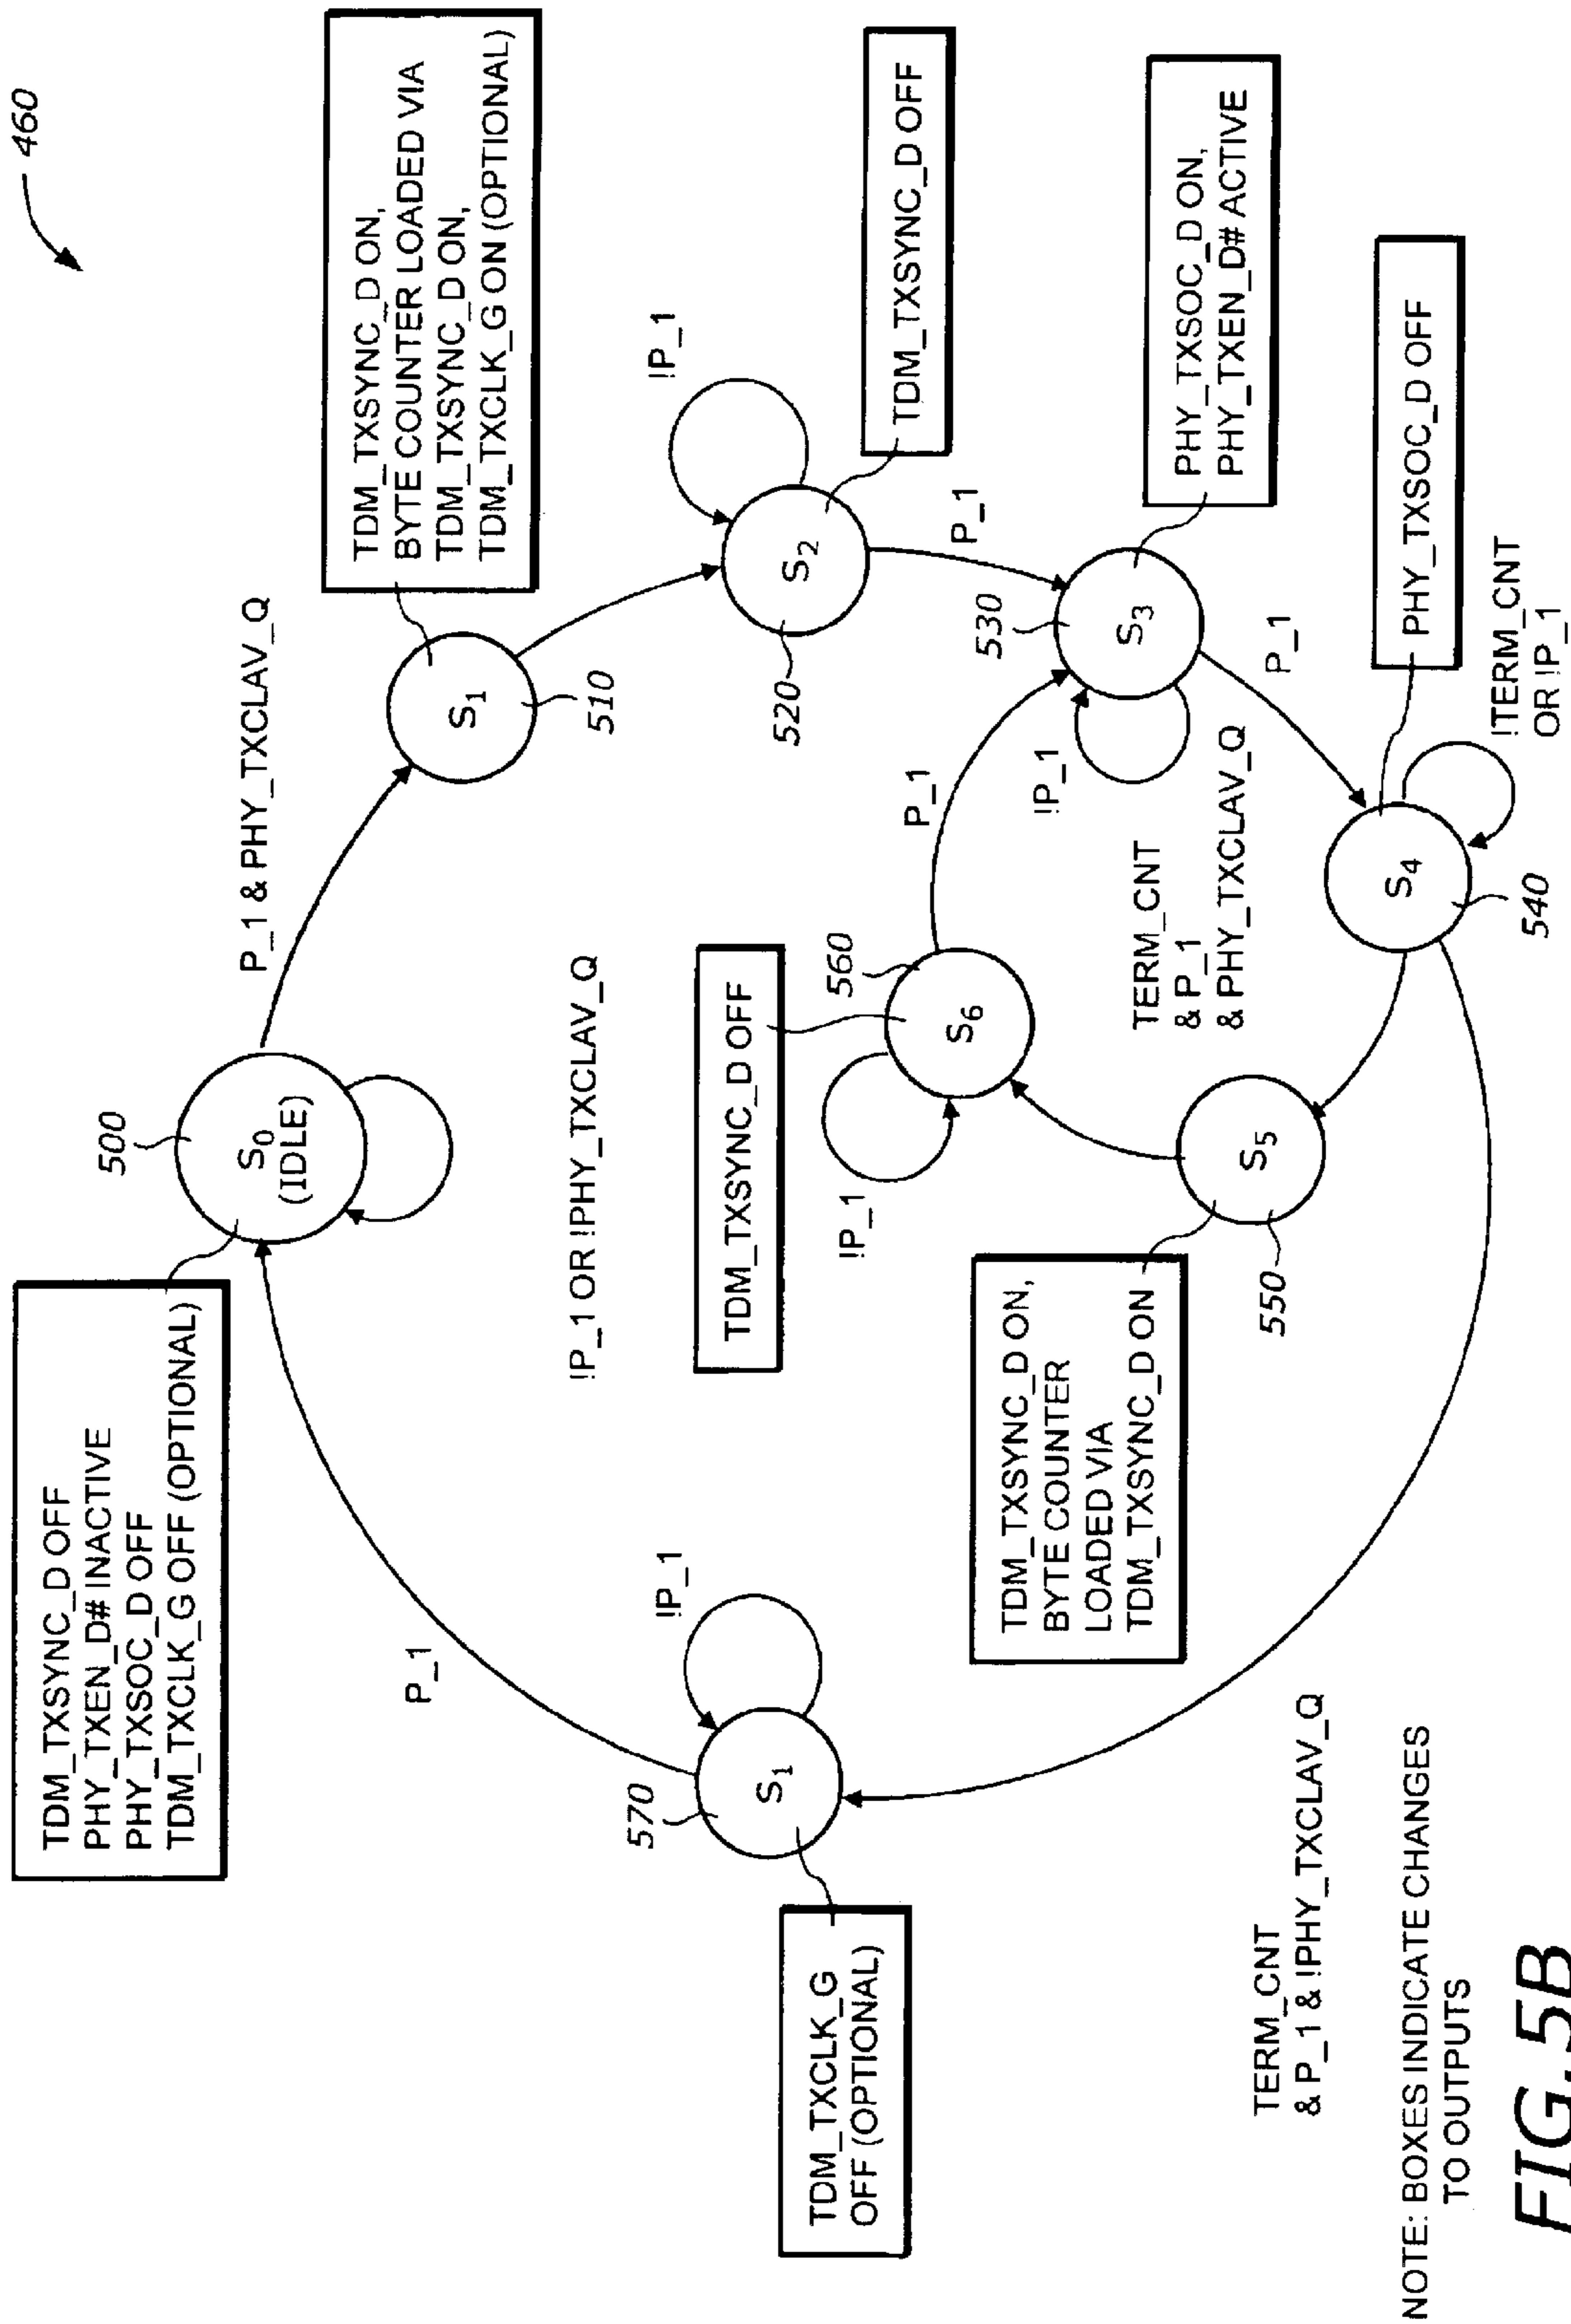 460
TDM_TXSYNC_D OFF
PHY_TXEN_D# INACTIVE
PHY_TXSOC_D OFF
TDM_TXCLK_G OFF (OPTIONAL)
500
S0
(IDLE)
P_1 & PHY_TXCLAV_Q
TDM_TXSYNC_D ON,
BYTE COUNTER LOADED VIA
TDM_TXSYNC_D ON,
TDM_TXCLK_G ON (OPTIONAL)
S1
510
!P_1 OR !PHY_TXCLAV_Q
P_1
!P_1
S2
520
TDM_TXSYNC_D OFF
P_1
!P_1
570
S1
TDM_TXCLK_G
OFF (OPTIONAL)
TDM_TXSYNC_D OFF
560
S6
!P_1
P_1
530
S3
!P_1
PHY_TXSOC_D ON,
PHY_TXEN_D# ACTIVE
P_1
TDM_TXSYNC_D ON,
BYTE COUNTER
LOADED VIA
TDM_TXSYNC_D ON
S5
550
TERM_CNT
& P_1
& PHY_TXCLAV_Q
S4
540
PHY_TXSOC_D OFF
!TERM_CNT
OR !P_1
TERM_CNT
& P_1 & !PHY_TXCLAV_Q
NOTE: BOXES INDICATE CHANGES
TO OUTPUTS
FIG.5B